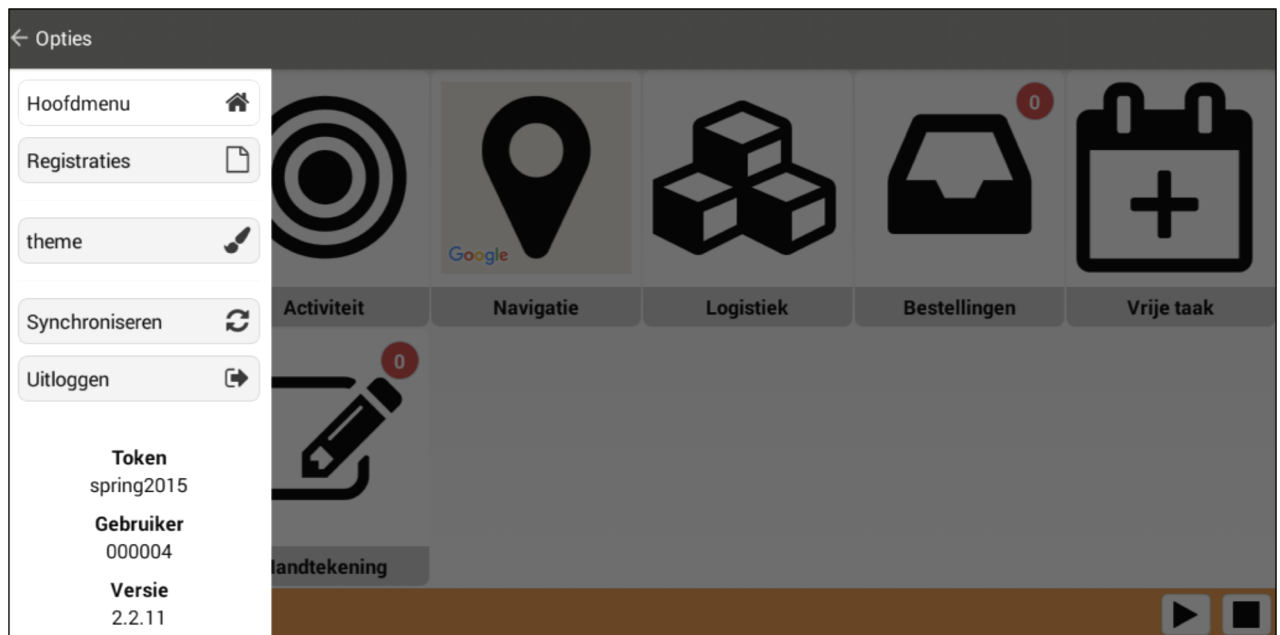 Opties
Hoofdmenu
Registraties
theme
Synchroniseren
Uitloggen
Token
spring2015
Gebruiker
000004
Versie
2.2.11
Google
0
Activiteit
Navigatie
Logistiek
Bestellingen
Vrije taak
0
andtekening